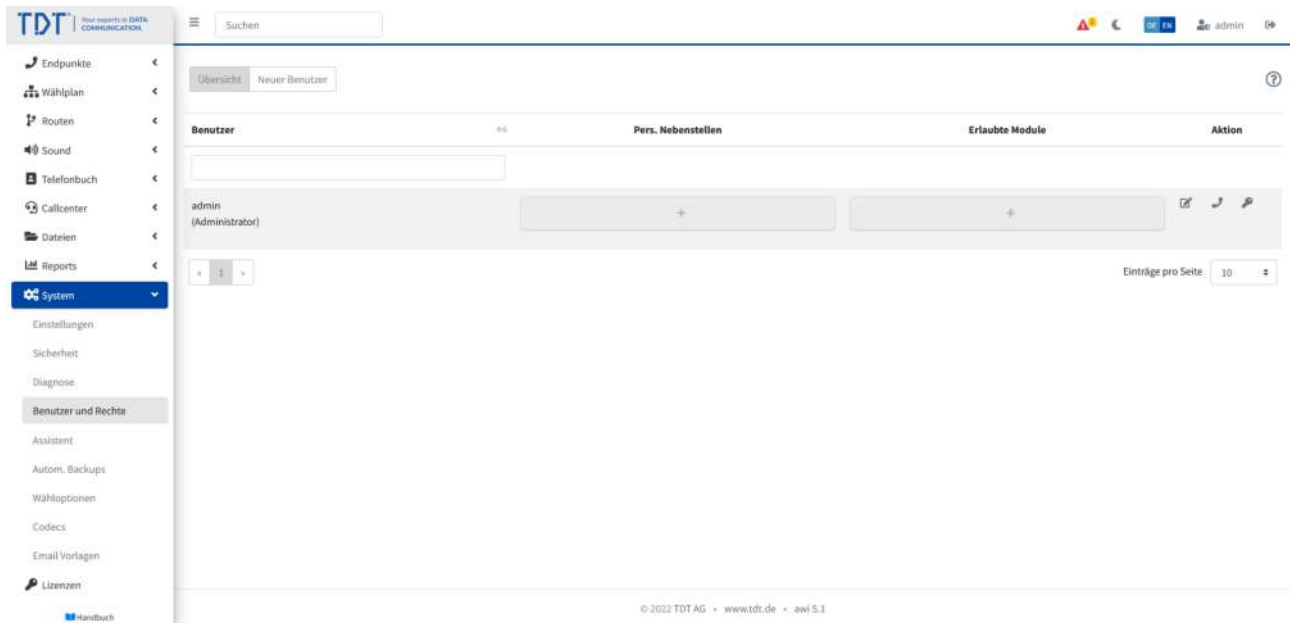 TDT Your experts in DATA
COMMUNICATION.
Suchen
2
DE EN
admin
Endpunkte
Wählplan
Routen
Sound
Telefonbuch
Callcenter
Dateien
Reports
System
Einstellungen
Sicherheit
Diagnose
Benutzer und Rechte
Assistent
Autom. Backups
Wähloptionen
Codecs
Email Vorlagen
Lizenzen
Handbuch
Übersicht Neuer Benutzer
Benutzer Pers. Nebenstellen Erlaubte Module Aktion
admin
(Administrator)
+ +
« 1 »
Einträge pro Seite 10
© 2022 TDT AG • www.tdt.de • awi 5.1